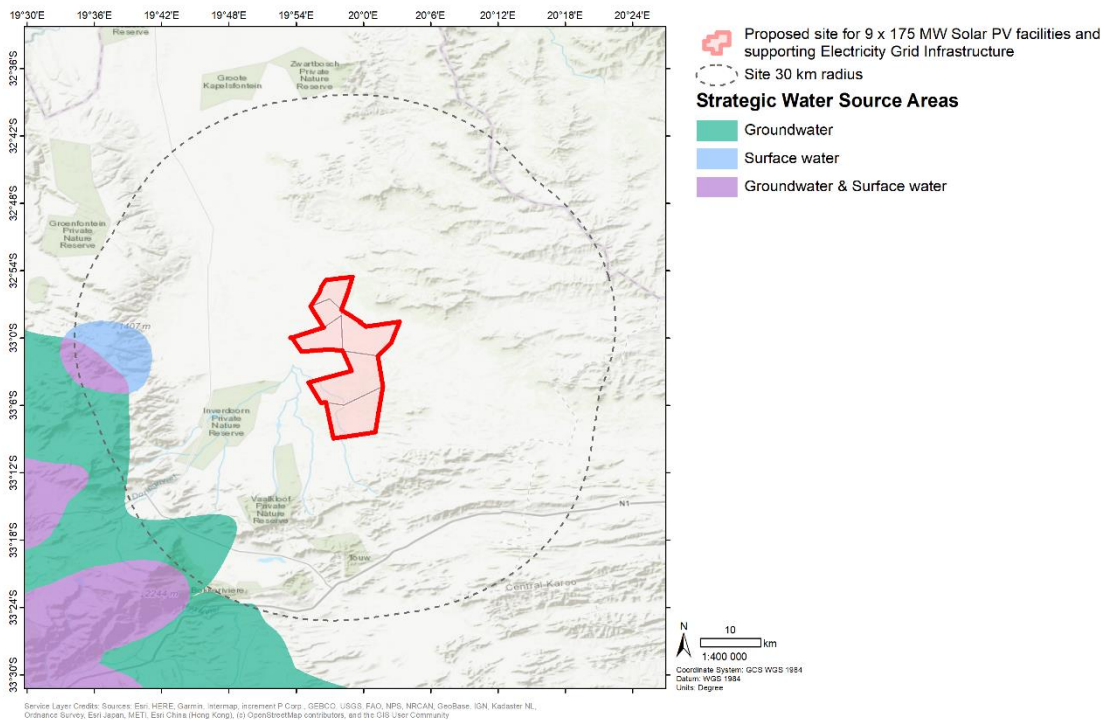 19°30'E 19°36'E 19°42'E 19°48'E 19°54'E 20°0'E 20°6'E 20°12'E 20°18'E 20°24'E
32°36'S
32°42'S
32°48'S
32°54'S
33°0'S
33°6'S
33°12'S
33°18'S
33°24'S
33°30'S
Reserve
Groote
Kapelsfontein
Zwartbosch
Private
Nature
Reserve
Groenfontein
Private
Nature
Reserve
1407 m
Inverdoorn
Private
Nature
Reserve
Vaalkloof
Private
Nature
Reserve
N1
Touw
Central Karoo
2244 m
Proposed site for 9 x 175 MW Solar PV facilities and
supporting Electricity Grid Infrastructure
Site 30 km radius
Strategic Water Source Areas
Groundwater
Surface water
Groundwater & Surface water
N
10
km
1:400 000
Coordinate System: GCS WGS 1984
Datum: WGS 1984
Units: Degree
Service Layer Credits: Sources: Esri, HERE, Garmin, Intermap, increment P Corp., GEBCO, USGS, FAO, NPS, NRCAN, GeoBase, IGN, Kadaster NL,
Ordnance Survey, Esri Japan, METI, Esri China (Hong Kong), (c) OpenStreetMap contributors, and the GIS User Community